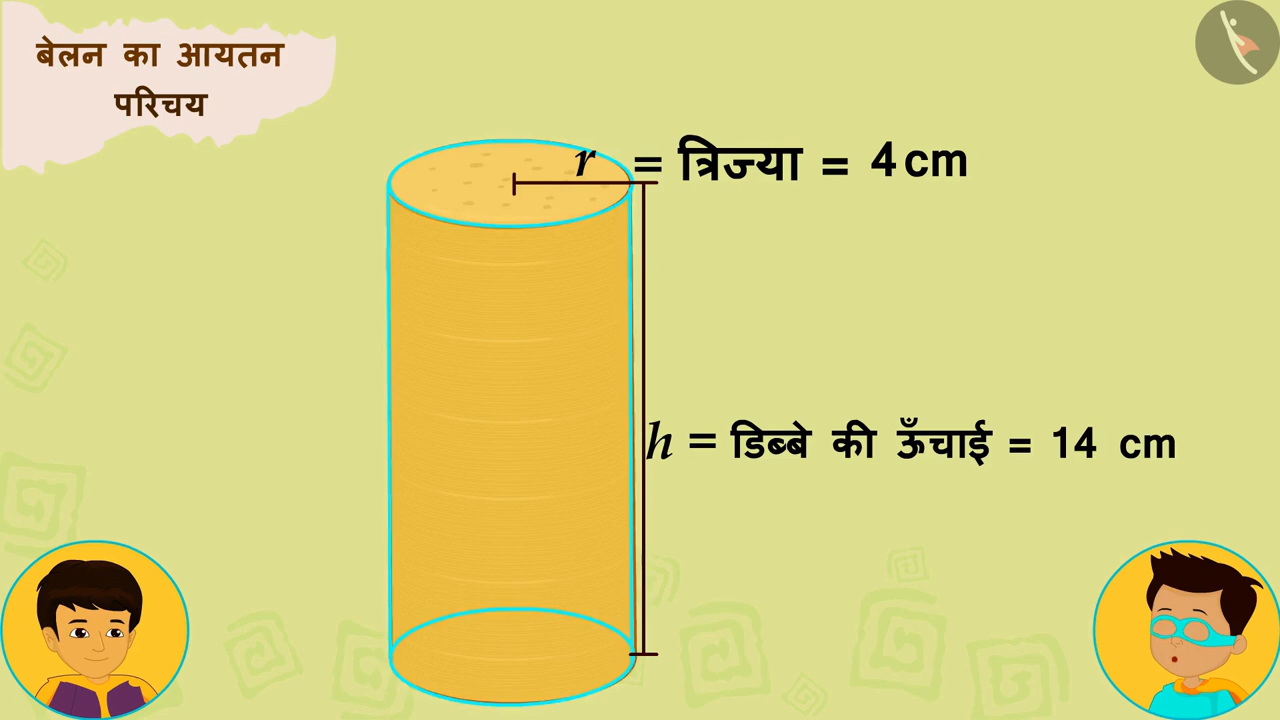 बेलन का आयतन
परिचय
r = त्रिज्या = 4 cm
h = डिब्बे की ऊँचाई = 14 cm